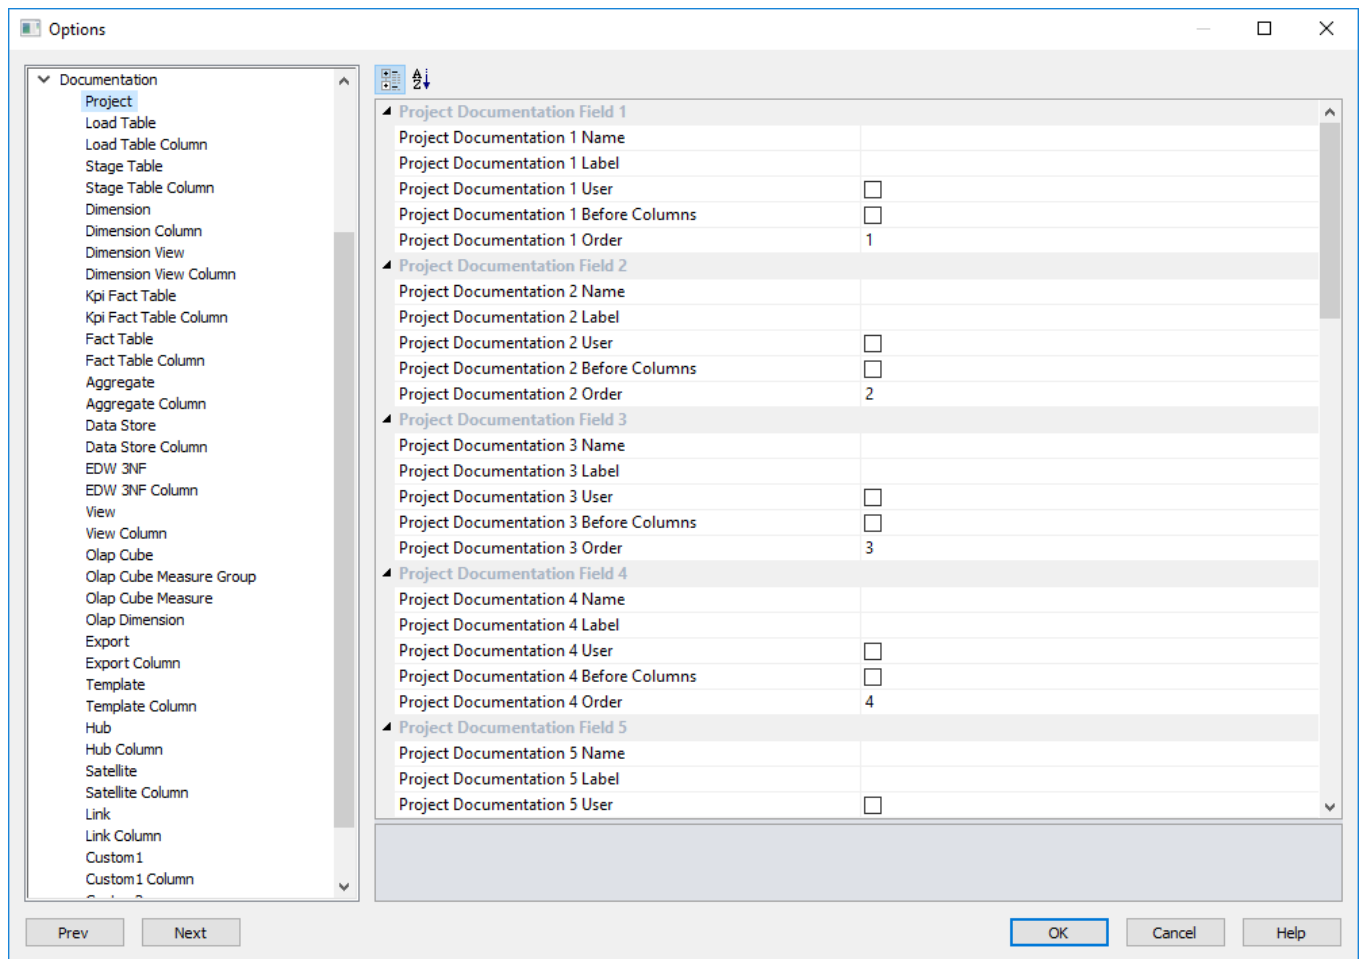 Options
Documentation
Project
Load Table
Load Table Column
Stage Table
Stage Table Column
Dimension
Dimension Column
Dimension View
Dimension View Column
Kpi Fact Table
Kpi Fact Table Column
Fact Table
Fact Table Column
Aggregate
Aggregate Column
Data Store
Data Store Column
EDW 3NF
EDW 3NF Column
View
View Column
Olap Cube
Olap Cube Measure Group
Olap Cube Measure
Olap Dimension
Export
Export Column
Template
Template Column
Hub
Hub Column
Satellite
Satellite Column
Link
Link Column
Custom1
Custom1 Column
Project Documentation Field 1
Project Documentation 1 Name
Project Documentation 1 Label
Project Documentation 1 User
Project Documentation 1 Before Columns
Project Documentation 1 Order 1
Project Documentation Field 2
Project Documentation 2 Name
Project Documentation 2 Label
Project Documentation 2 User
Project Documentation 2 Before Columns
Project Documentation 2 Order 2
Project Documentation Field 3
Project Documentation 3 Name
Project Documentation 3 Label
Project Documentation 3 User
Project Documentation 3 Before Columns
Project Documentation 3 Order 3
Project Documentation Field 4
Project Documentation 4 Name
Project Documentation 4 Label
Project Documentation 4 User
Project Documentation 4 Before Columns
Project Documentation 4 Order 4
Project Documentation Field 5
Project Documentation 5 Name
Project Documentation 5 Label
Project Documentation 5 User
Prev Next OK Cancel Help